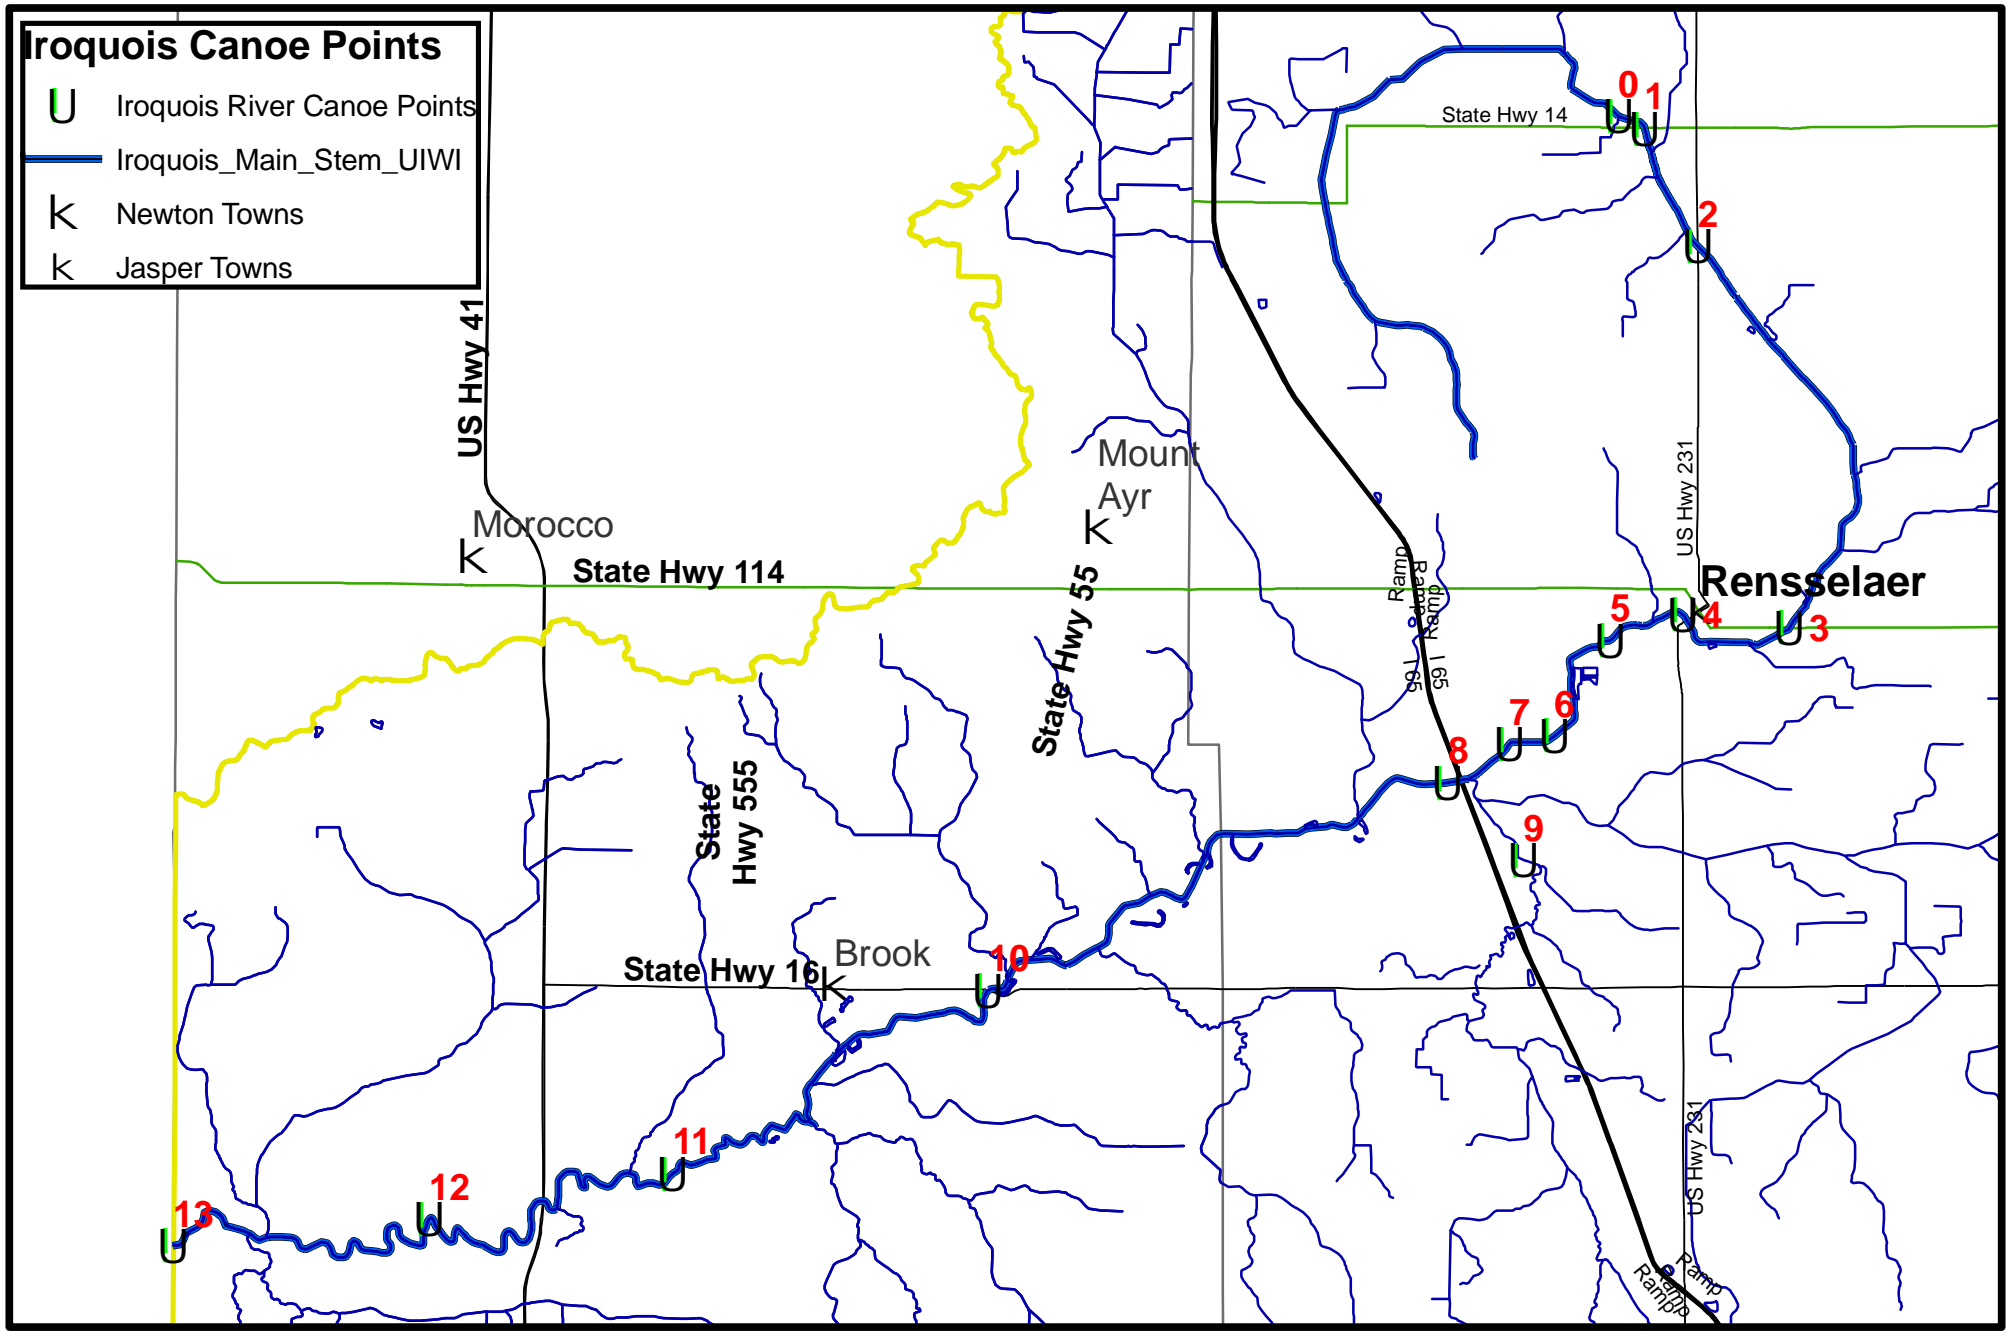 Iroquois Canoe Points
U Iroquois River Canoe Points
Iroquois_Main_Stem_UIWI
k Newton Towns
k Jasper Towns
0
1
State Hwy 14
2
US Hwy 41
Mount
Ayr
US Hwy 231
Morocco
State Hwy 114
State Hwy 55
Ramp
Ramp
Ramp
Rensselaer
5
4
3
I 65
I 65
7
6
8
State
Hwy 555
9
Brook
State Hwy 16
10
11
US Hwy 231
12
13
Ramp
Ramp
Ramp